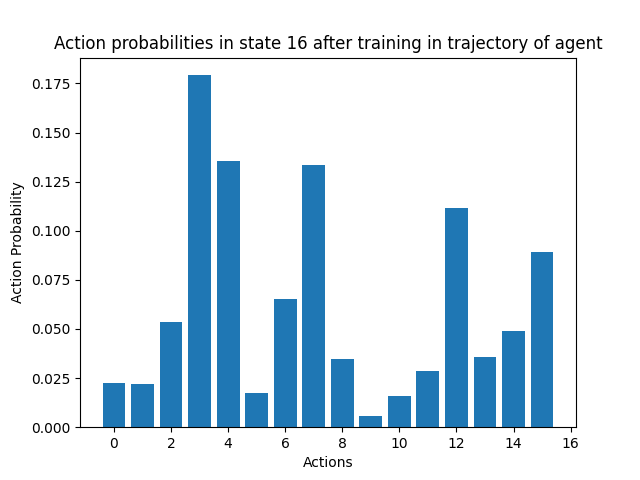 Action probabilities in state 16 after training in trajectory of agent
0.175
0.150
0.125
0.100
0.075
0.050
0.025
0.000
Action Probability
0 2 4 6 8 10 12 14 16
Actions